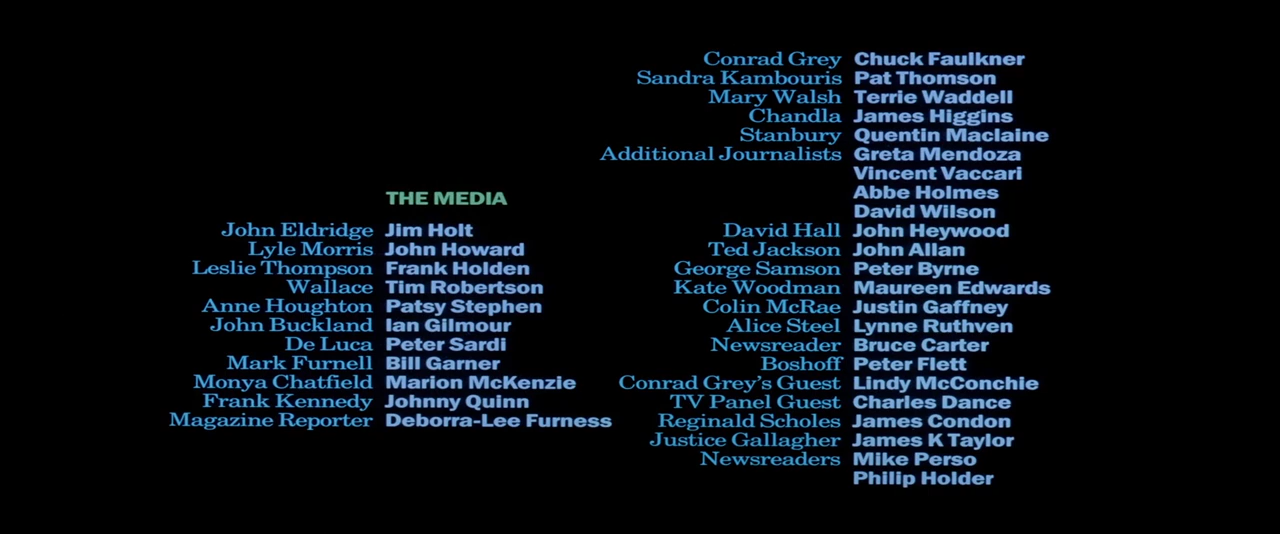 THE MEDIA
John Eldridge Jim Holt
Lyle Morris John Howard
Leslie Thompson Frank Holden
Wallace Tim Robertson
Anne Houghton Patsy Stephen
John Buckland Ian Gilmour
De Luca Peter Sardi
Mark Furnell Bill Garner
Monya Chatfield Marion McKenzie
Frank Kennedy Johnny Quinn
Magazine Reporter Deborra-Lee Furness
Conrad Grey Chuck Faulkner
Sandra Kambouris Pat Thomson
Mary Walsh Terrie Waddell
Chandla James Higgins
Stanbury Quentin Maclaine
Additional Journalists Greta Mendoza
Vincent Vaccari
Abbe Holmes
David Wilson
David Hall John Heywood
Ted Jackson John Allan
George Samson Peter Byrne
Kate Woodman Maureen Edwards
Colin McRae Justin Gaffney
Alice Steel Lynne Ruthven
Newsreader Bruce Carter
Boshoff Peter Flett
Conrad Grey's Guest Lindy McConchie
TV Panel Guest Charles Dance
Reginald Scholes James Condon
Justice Gallagher James K Taylor
Newsreaders Mike Perso
Philip Holder